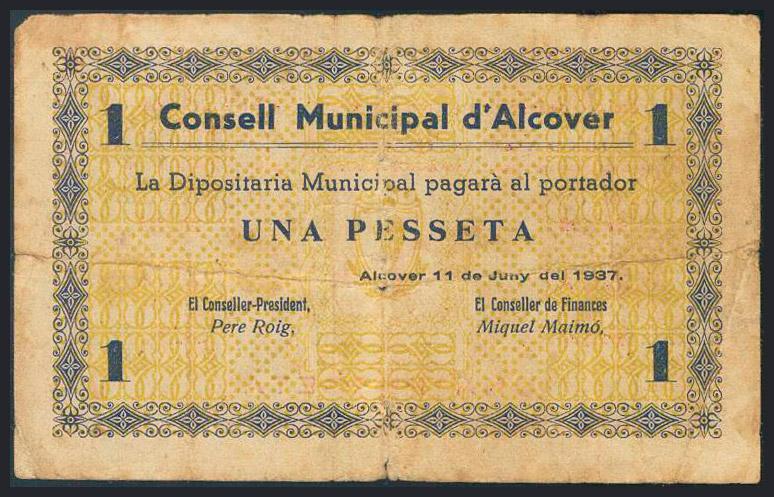 1 Consell Municipal d'Alcover 1
La Dipositaria Municipal pagarà al portador
UNA PESSETA
Alcover 11 de Juny del 1937.
El Conseller-President, El Conseller de Finances
Pere Roig, Miquel Maimó,
1 1